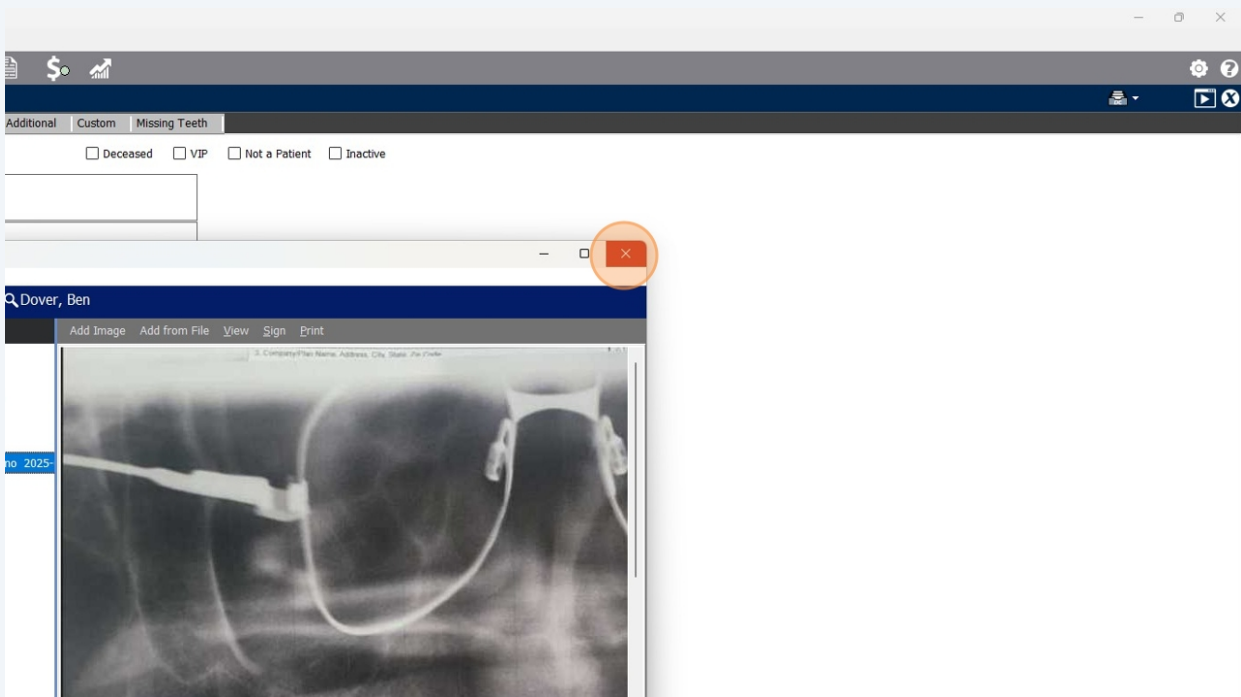 Additional Custom Missing Teeth
Deceased VIP Not a Patient Inactive
Dover, Ben
Add Image Add from File View Sign Print
3. Company/Plan Name, Address, City, State, Zip Code
no 2025-